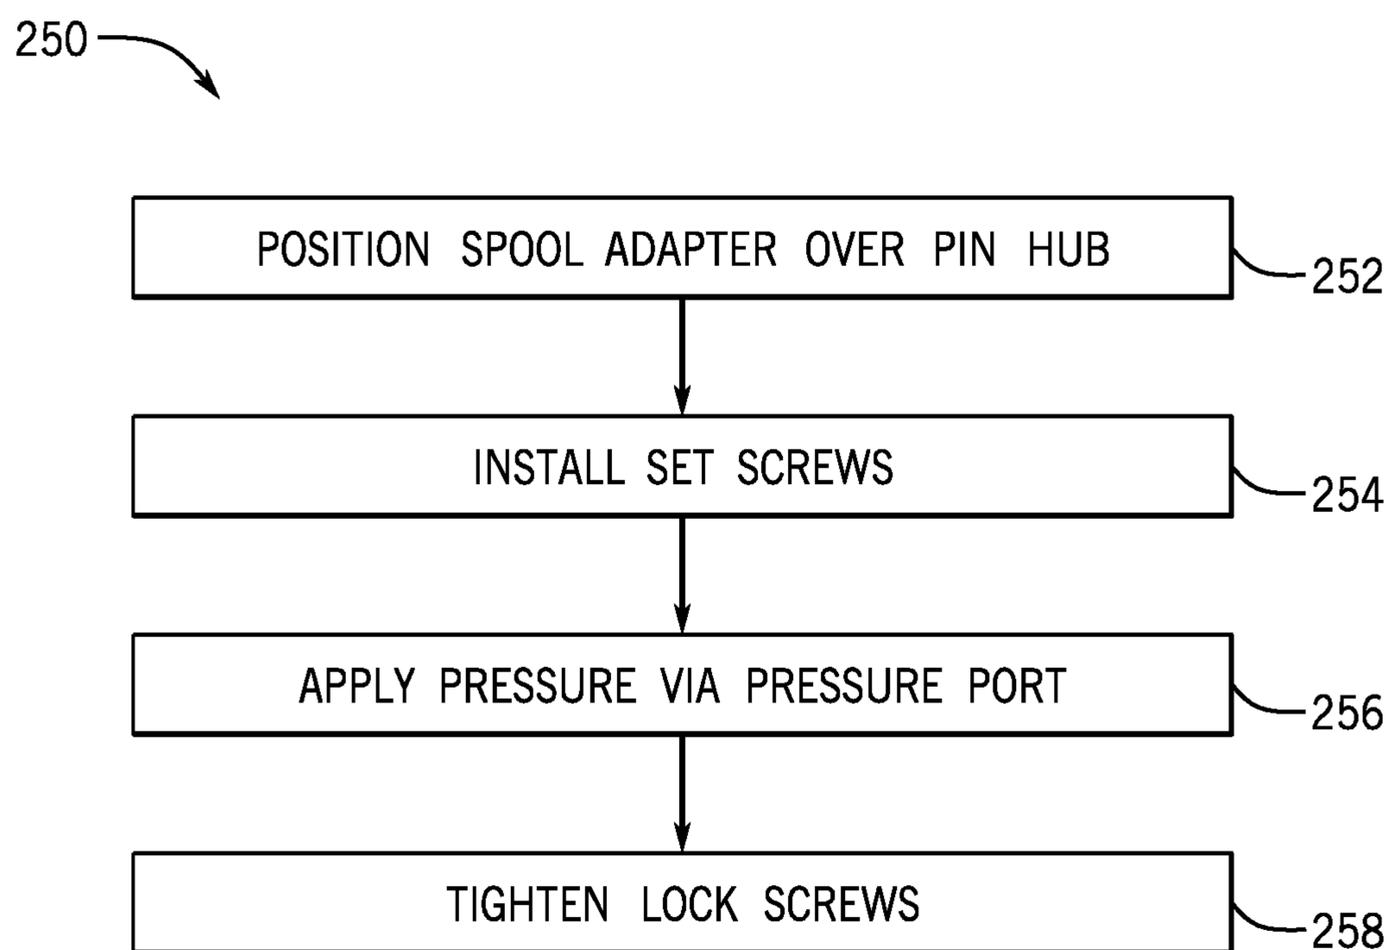 250
POSITION SPOOL ADAPTER OVER PIN HUB
252
INSTALL SET SCREWS
254
APPLY PRESSURE VIA PRESSURE PORT
256
TIGHTEN LOCK SCREWS
258